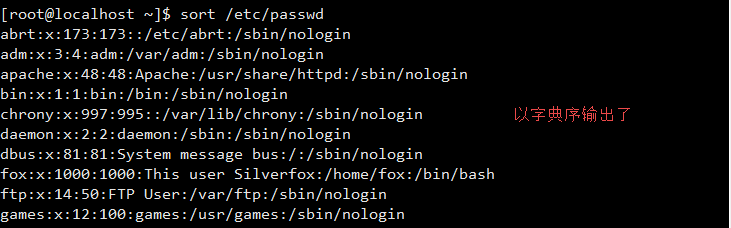 [root@localhost ~]$ sort /etc/passwd
abrt:x:173:173::/etc/abrt:/sbin/nologin
adm:x:3:4:adm:/var/adm:/sbin/nologin
apache:x:48:48:Apache:/usr/share/httpd:/sbin/nologin
bin:x:1:1:bin:/bin:/sbin/nologin
chrony:x:997:995::/var/lib/chrony:/sbin/nologin 以字典序输出了
daemon:x:2:2:daemon:/sbin:/sbin/nologin
dbus:x:81:81:System message bus:/:/sbin/nologin
fox:x:1000:1000:This user Silverfox:/home/fox:/bin/bash
ftp:x:14:50:FTP User:/var/ftp:/sbin/nologin
games:x:12:100:games:/usr/games:/sbin/nologin